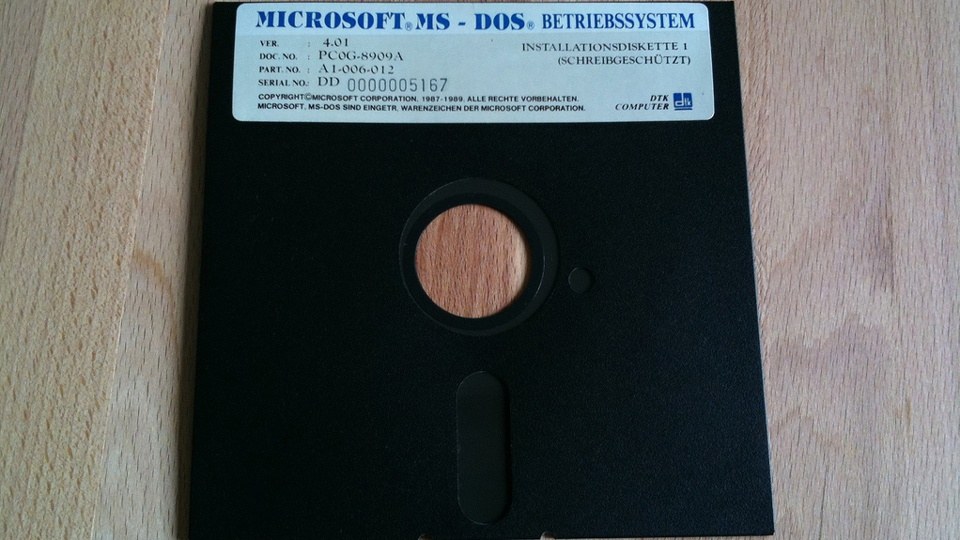 MICROSOFT® MS - DOS® BETRIEBSSYSTEM
VER. : 4.01
DOC. NO. : PC0G-8909A
PART. NO. : A1-006-012
SERIAL NO.: DD 0000005167
INSTALLATIONSDISKETTE 1
(SCHREIBGESCHÜTZT)
COPYRIGHT©MICROSOFT CORPORATION, 1987-1989. ALLE RECHTE VORBEHALTEN.
MICROSOFT, MS-DOS SIND EINGETR. WARENZEICHEN DER MICROSOFT CORPORATION.
DTK
COMPUTER
dtk